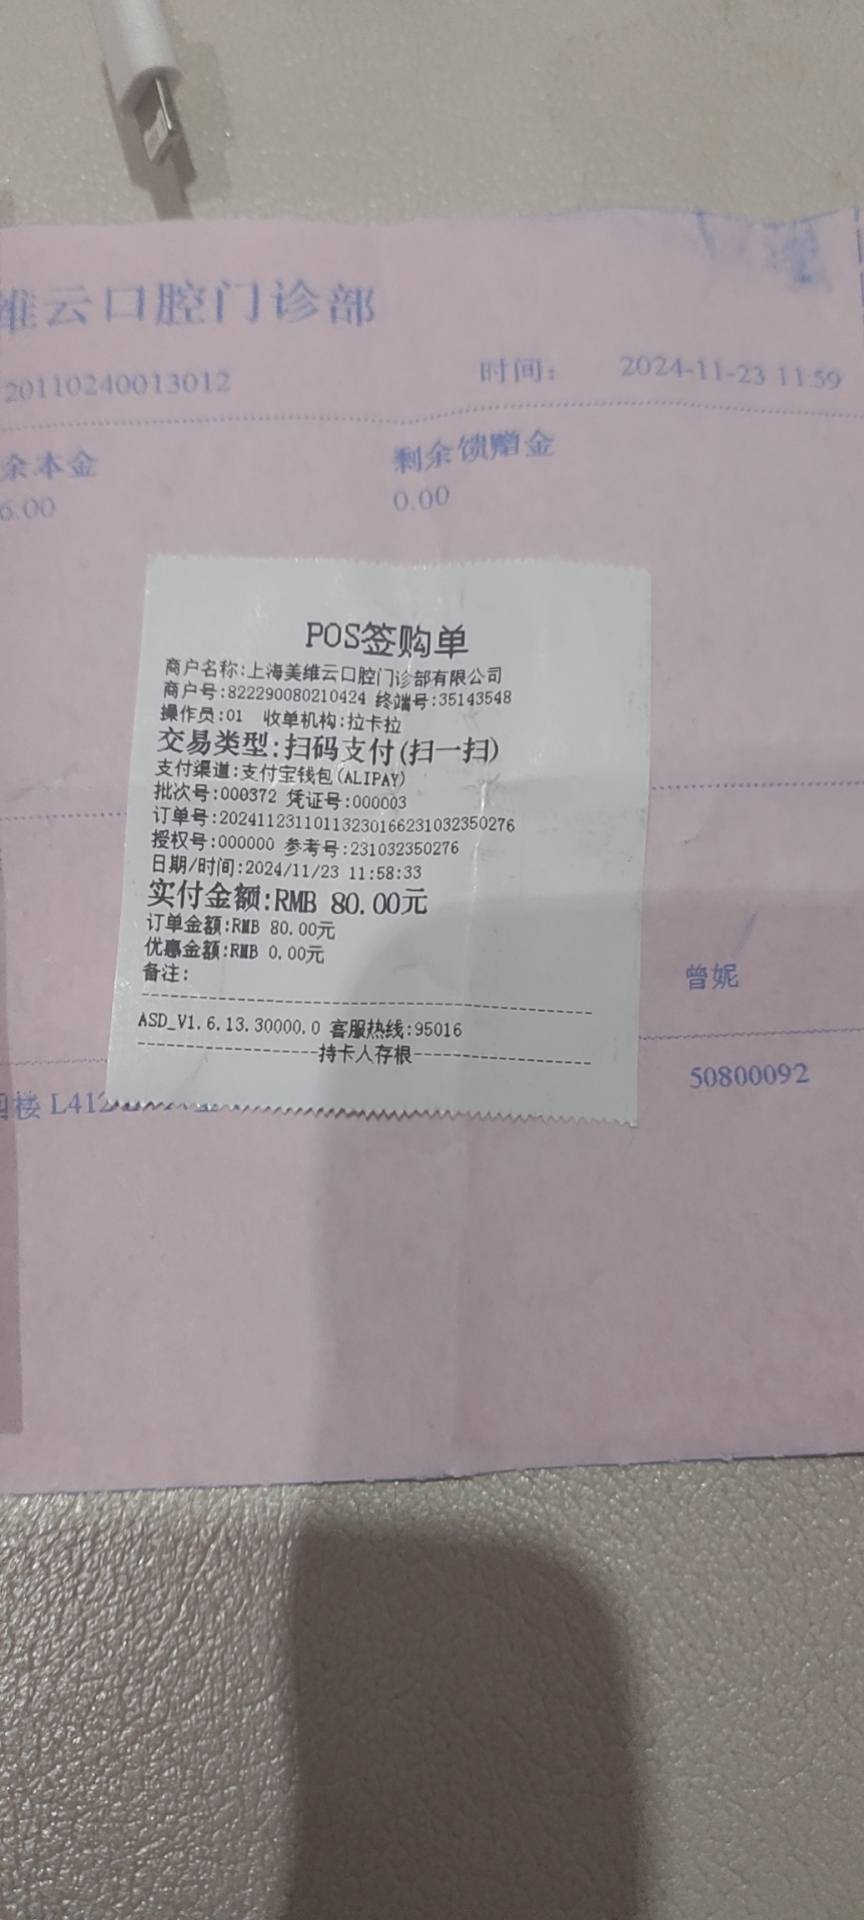 维云口腔门诊部
20110240013012 时间: 2024-11-23 11:59
余本金 剩余馈赠金
6.00 0.00
POS签购单
商户名称:上海美维云口腔门诊部有限公司
商户号:822290080210424 终端号:35143548
操作员:01 收单机构:拉卡拉
交易类型:扫码支付(扫一扫)
支付渠道:支付宝钱包(ALIPAY)
批次号:000372 凭证号:000003
订单号:20241123110113230166231032350276
授权号:000000 参考号:231032350276
日期/时间:2024/11/23 11:58:33
实付金额:RMB 80.00元
订单金额:RMB 80.00元
优惠金额:RMB 0.00元
备注:
曾妮
ASD_V1.6.13.30000.0 客服热线:95016
持卡人存根
50800092
四楼 L412